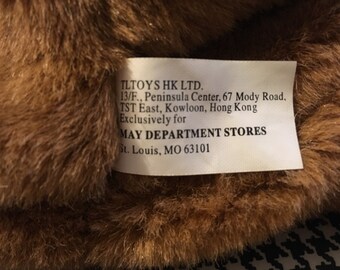 TLTOYS HK LTD.
13/F., Peninsula Center, 67 Mody Road,
TST East, Kowloon, Hong Kong
Exclusively for
MAY DEPARTMENT STORES
St. Louis, MO 63101